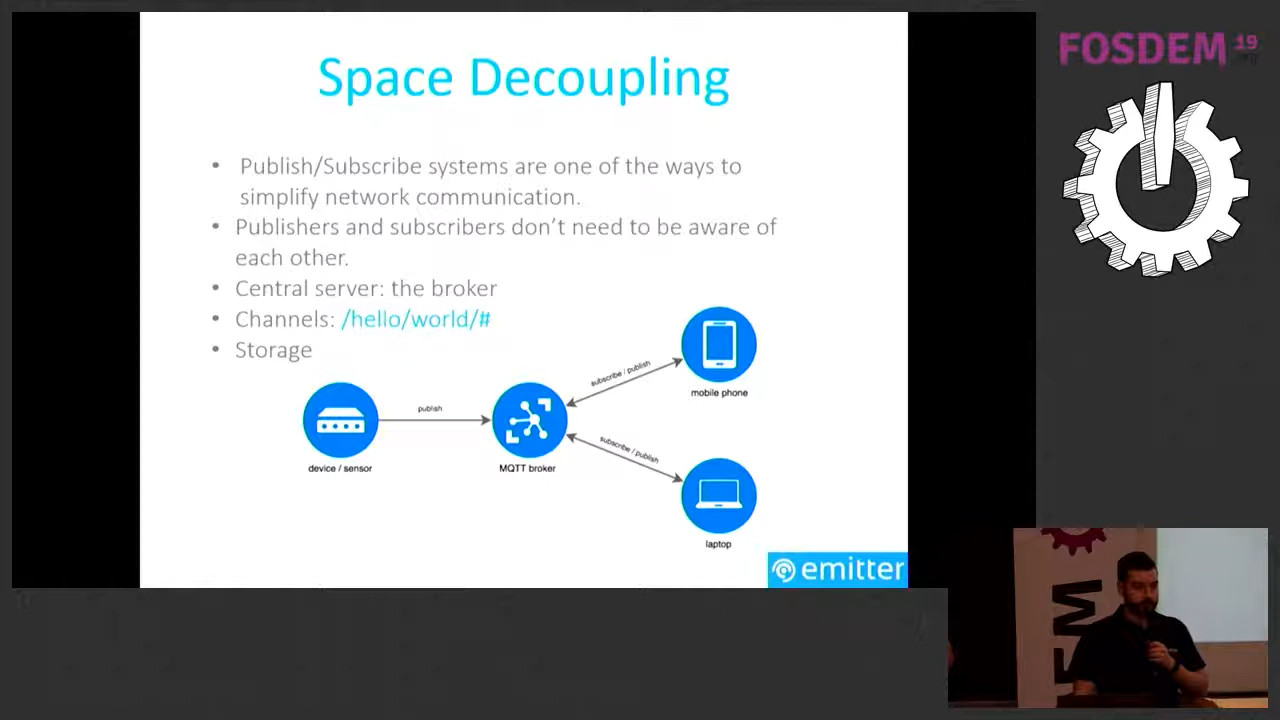 Space Decoupling
• Publish/Subscribe systems are one of the ways to
simplify network communication.
• Publishers and subscribers don’t need to be aware of
each other.
• Central server: the broker
• Channels: /hello/world/#
• Storage
publish
subscribe / publish
subscribe / publish
device / sensor
MQTT broker
mobile phone
laptop
emitter
FOSDEM 19
.org